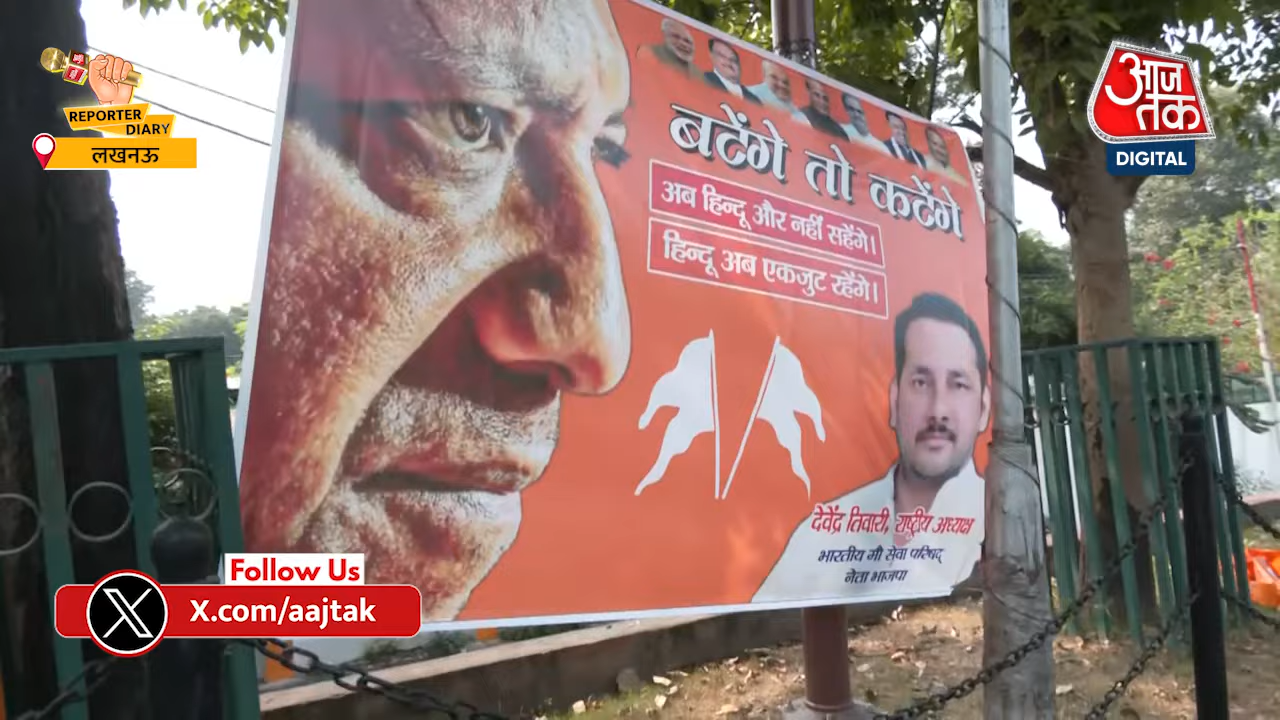 REPORTER
DIARY
लखनऊ
आज
तक
DIGITAL
बटेंगे तो कटेंगे
अब हिन्दू और नहीं सहेंगे।
हिन्दू अब एकजुट रहेंगे।
देवेंद्र तिवारी, राष्ट्रीय अध्यक्ष
भारतीय गौ सेवा परिषद्
नेता भाजपा
Follow Us
X.com/aajtak